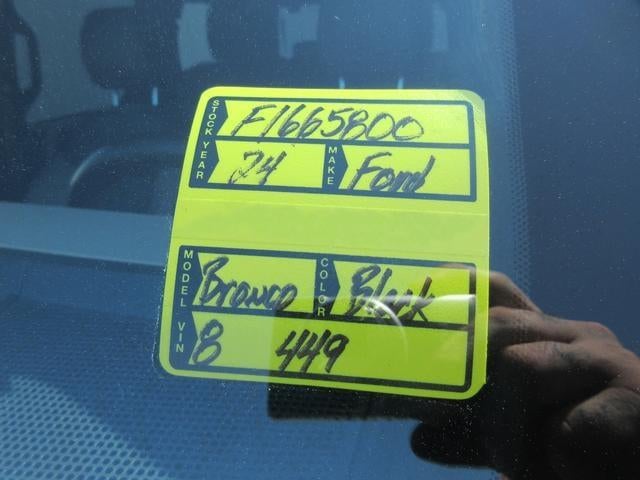 STOCK F1665800
YEAR 24 MAKE Ford
MODEL Bronco COLOR Black
VIN 8 449